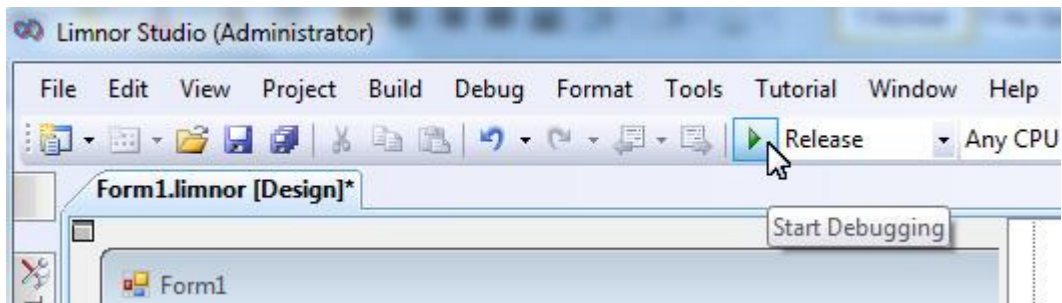 Limnor Studio (Administrator)
File Edit View Project Build Debug Format Tools Tutorial Window Help
Release Any CPU
Form1.limnor [Design]*
Start Debugging
Form1